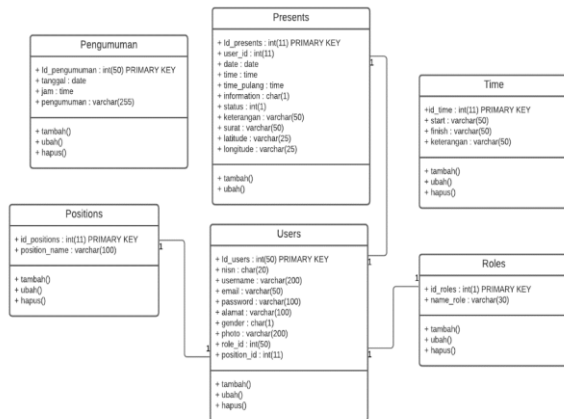 Pengumuman
+ Id_pengumuman : int(50) PRIMARY KEY
+ tanggal : date
+ jam : time
+ pengumuman : varchar(255)
+ tambah()
+ ubah()
+ hapus()
Presents
+ Id_presents : int(11) PRIMARY KEY
+ user_id : int(11)
+ date : date
+ time : time
+ time_pulang : time
+ information : char(1)
+ status : int(1)
+ keterangan : varchar(50)
+ surat : varchar(50)
+ latitude : varchar(25)
+ longitude : varchar(25)
+ tambah()
+ ubah()
1
Time
+id_time : int(11) PRIMARY KEY
+ start : varchar(50)
+ finish : varchar(50)
+ keterangan : varchar(50)
+ tambah()
+ ubah()
+ hapus()
Positions
+ id_positions : int(11) PRIMARY KEY
+ position_name : varchar(100)
+ tambah()
+ ubah()
+ hapus()
1
Users
+ Id_users : int(50) PRIMARY KEY
+ nisn : char(20)
+ username : varchar(200)
+ email : varchar(50)
+ password : varchar(100)
+ alamat : varchar(100)
+ gender : char(1)
+ photo : varchar(200)
+ role_id : int(50)
+ position_id : int(11)
+ tambah()
+ ubah()
+ hapus()
1
1
1
Roles
+ id_roles : int(1) PRIMARY KEY
+ name_role : varchar(30)
+ tambah()
+ ubah()
+ hapus()
1